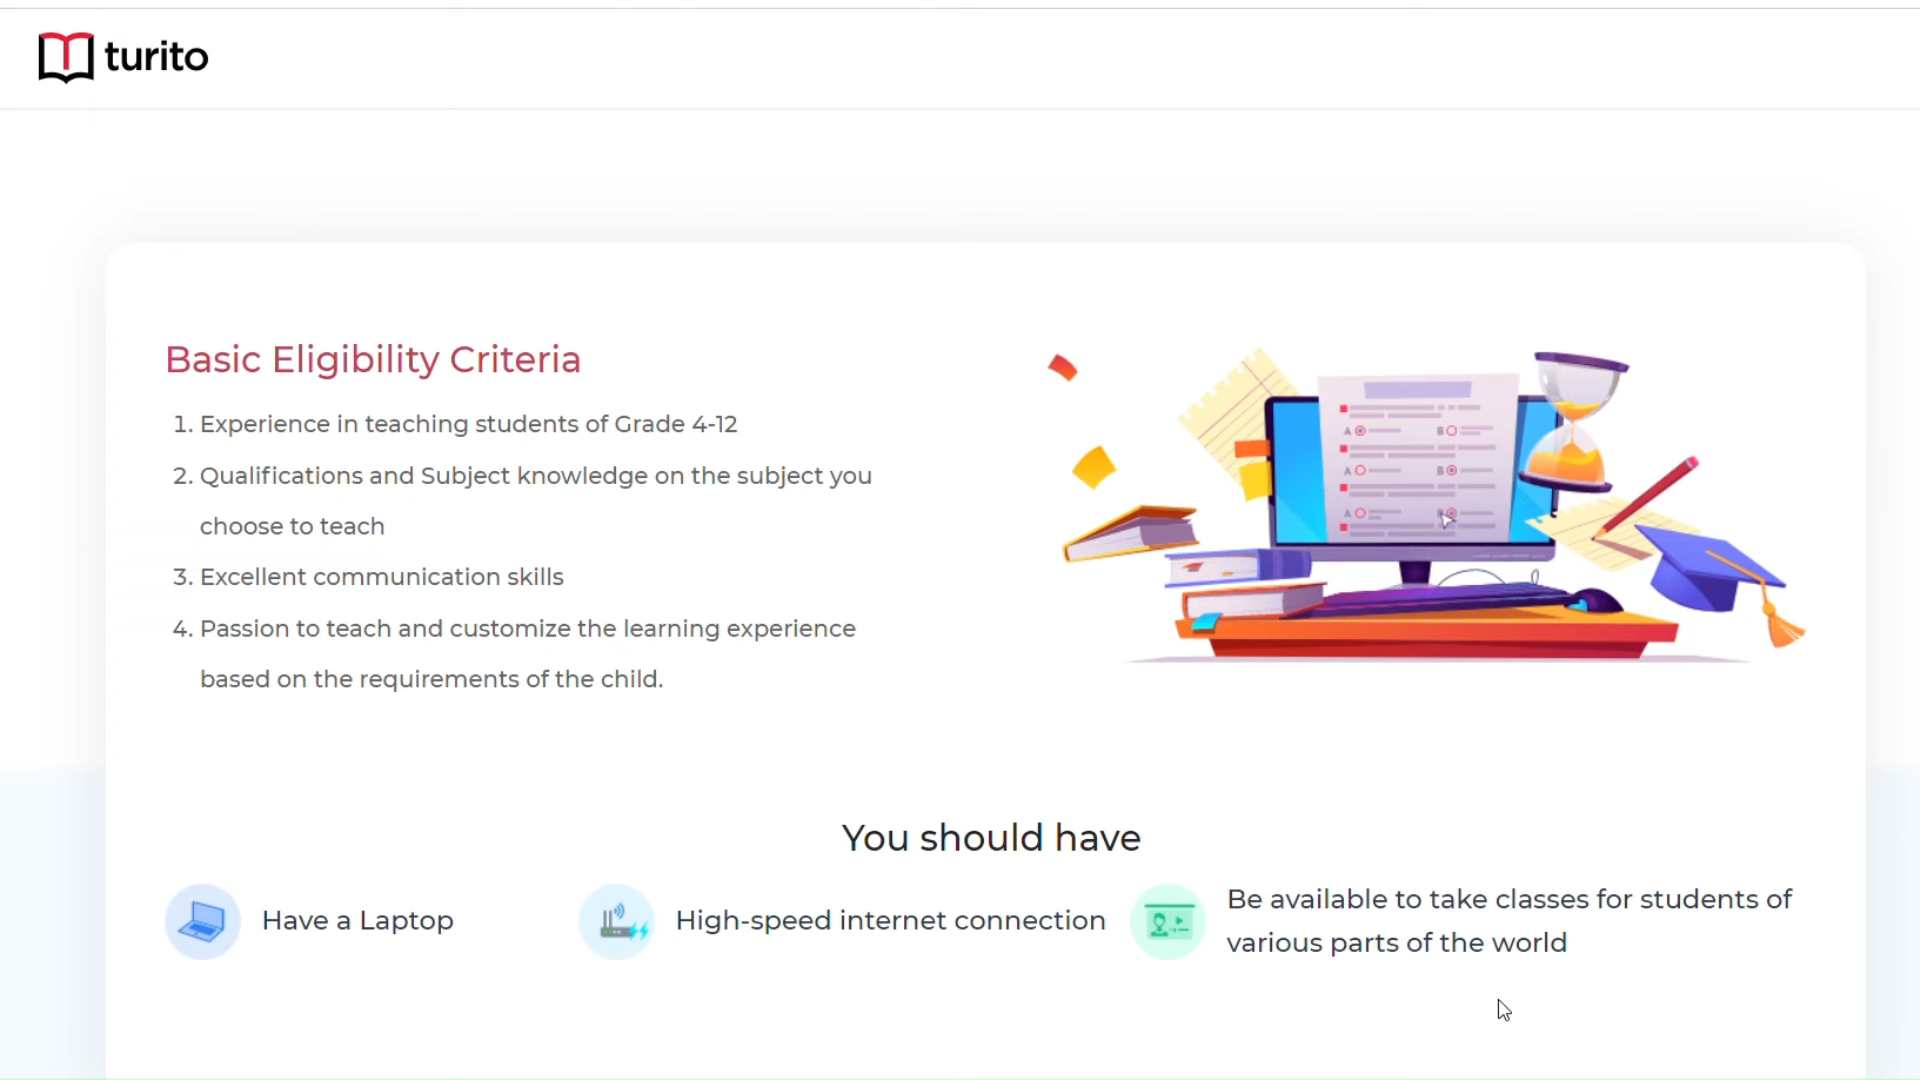 turito
Basic Eligibility Criteria
1. Experience in teaching students of Grade 4-12
2. Qualifications and Subject knowledge on the subject you
choose to teach
3. Excellent communication skills
4. Passion to teach and customize the learning experience
based on the requirements of the child.
A B
A B
A B
You should have
Have a Laptop
High-speed internet connection
Be available to take classes for students of
various parts of the world